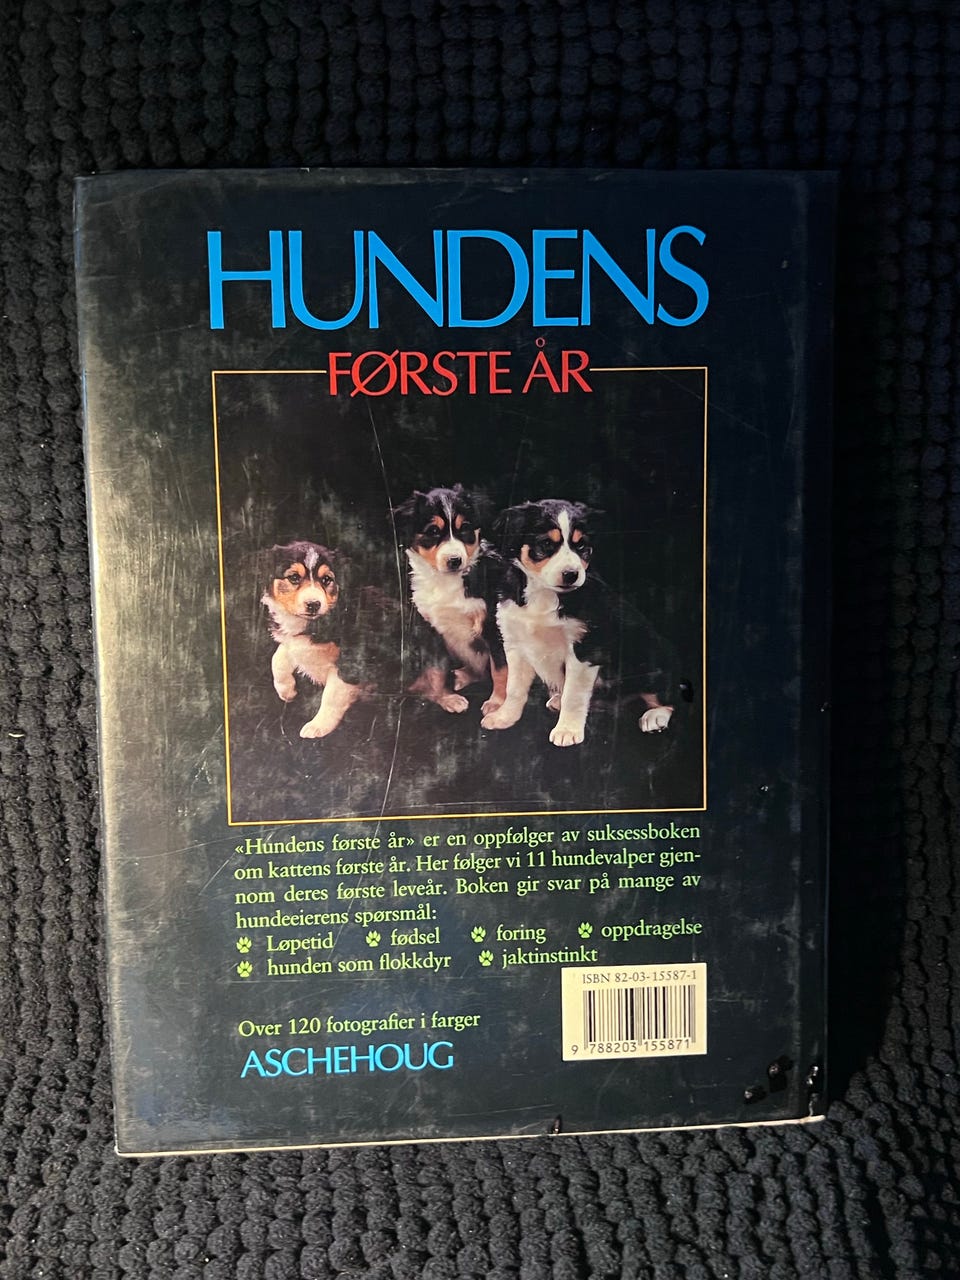 HUNDENS
FØRSTE ÅR
«Hundens første år» er en oppfølger av suksessboken
om kattens første år. Her følger vi 11 hundevalper gjen-
nom deres første leveår. Boken gir svar på mange av
hundeeierens spørsmål:
Løpetid fødsel foring oppdragelse
hunden som flokkdyr jaktinstinkt
ISBN 82-03-15587-1
9 788203 155871
Over 120 fotografier i farger
ASCHEHOUG